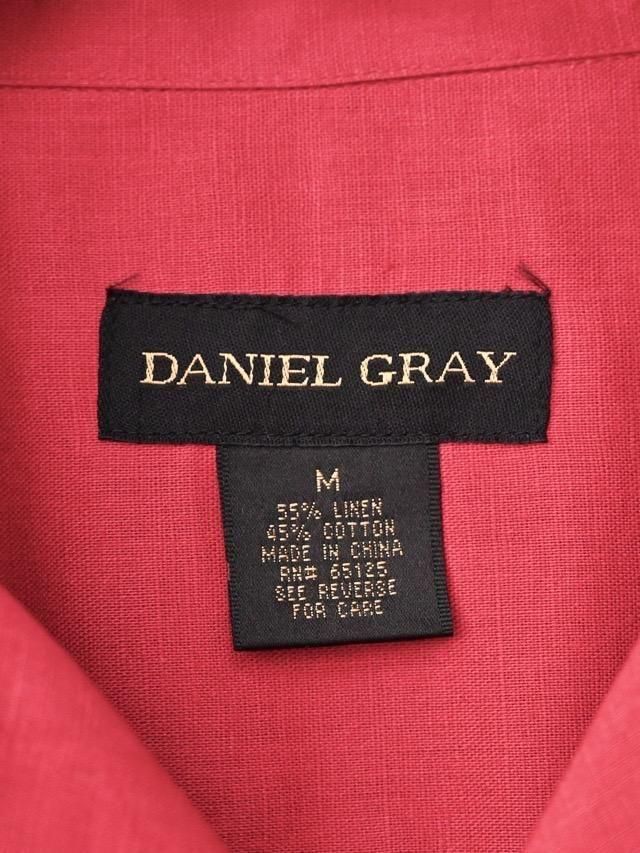 DANIEL GRAY
M
55% LINEN
45% COTTON
MADE IN CHINA
RN# 65125
SEE REVERSE
FOR CARE